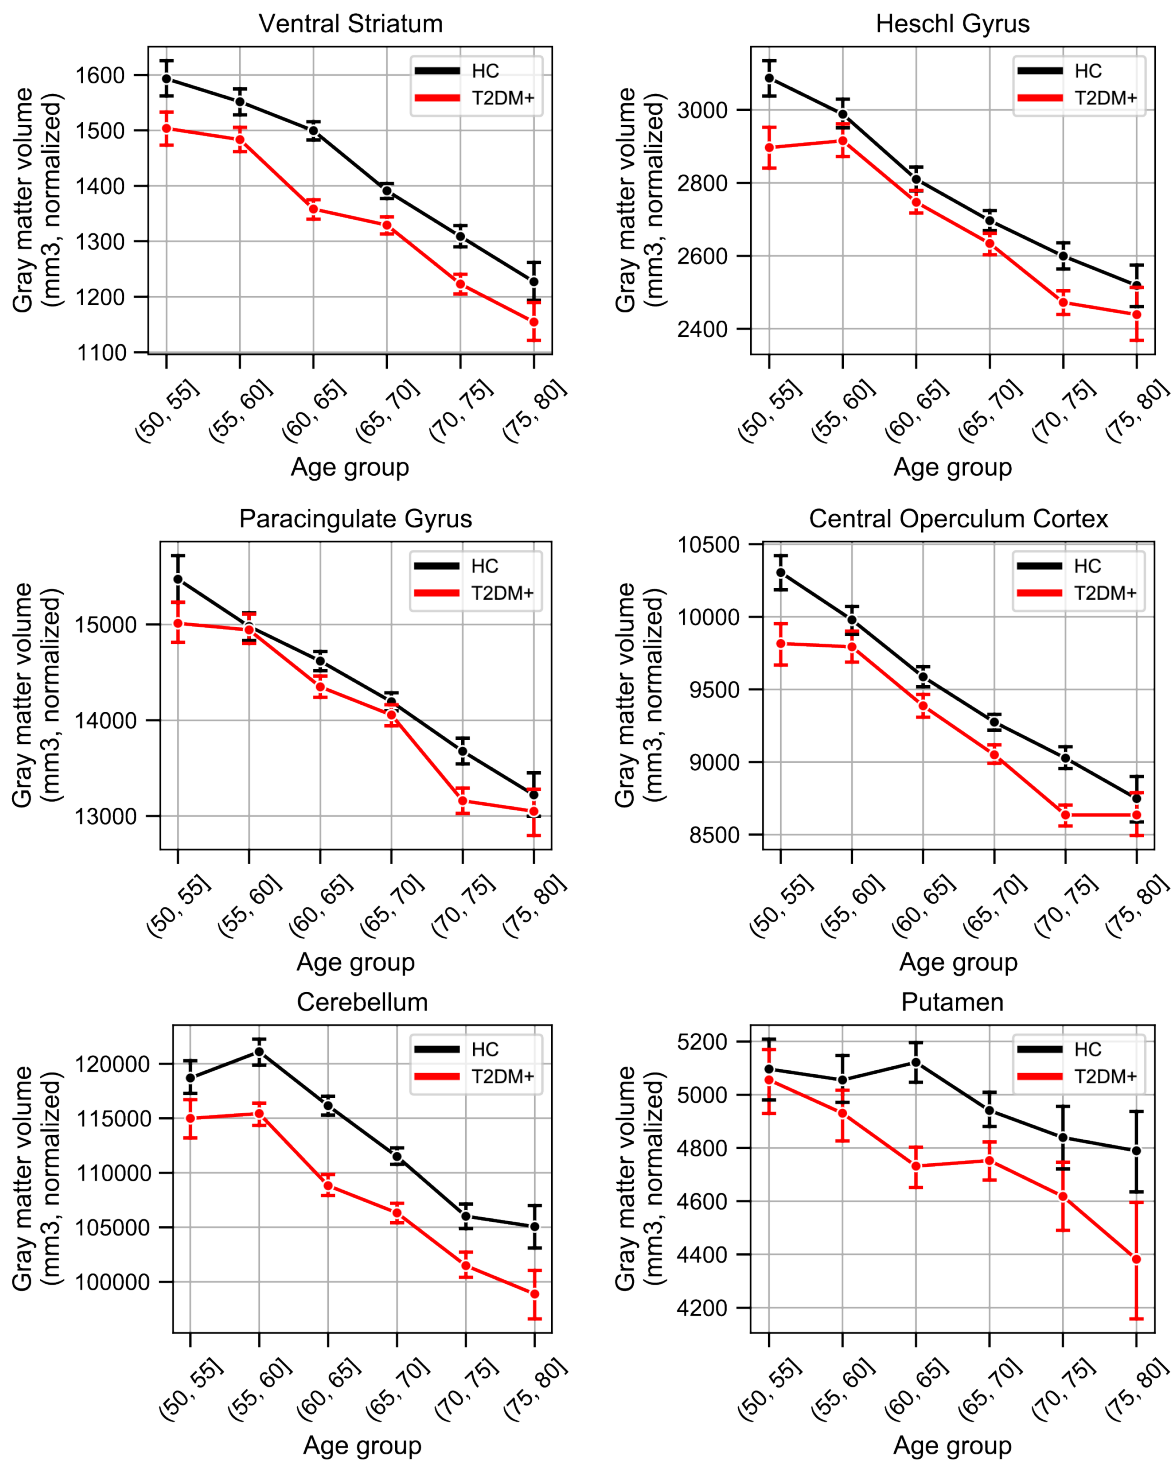 Ventral Striatum
Gray matter volume
(mm3, normalized)
1600
1500
1400
1300
1200
1100
HC
T2DM+
(50, 55]
(55, 60]
(60, 65]
(65, 70]
(70, 75]
(75, 80]
Age group
Heschl Gyrus
Gray matter volume
(mm3, normalized)
3000
2800
2600
2400
HC
T2DM+
(50, 55]
(55, 60]
(60, 65]
(65, 70]
(70, 75]
(75, 80]
Age group
Paracingulate Gyrus
Gray matter volume
(mm3, normalized)
15000
14000
13000
HC
T2DM+
(50, 55]
(55, 60]
(60, 65]
(65, 70]
(70, 75]
(75, 80]
Age group
Central Operculum Cortex
Gray matter volume
(mm3, normalized)
10500
10000
9500
9000
8500
HC
T2DM+
(50, 55]
(55, 60]
(60, 65]
(65, 70]
(70, 75]
(75, 80]
Age group
Cerebellum
Gray matter volume
(mm3, normalized)
120000
115000
110000
105000
100000
HC
T2DM+
(50, 55]
(55, 60]
(60, 65]
(65, 70]
(70, 75]
(75, 80]
Age group
Putamen
Gray matter volume
(mm3, normalized)
5200
5000
4800
4600
4400
4200
HC
T2DM+
(50, 55]
(55, 60]
(60, 65]
(65, 70]
(70, 75]
(75, 80]
Age group